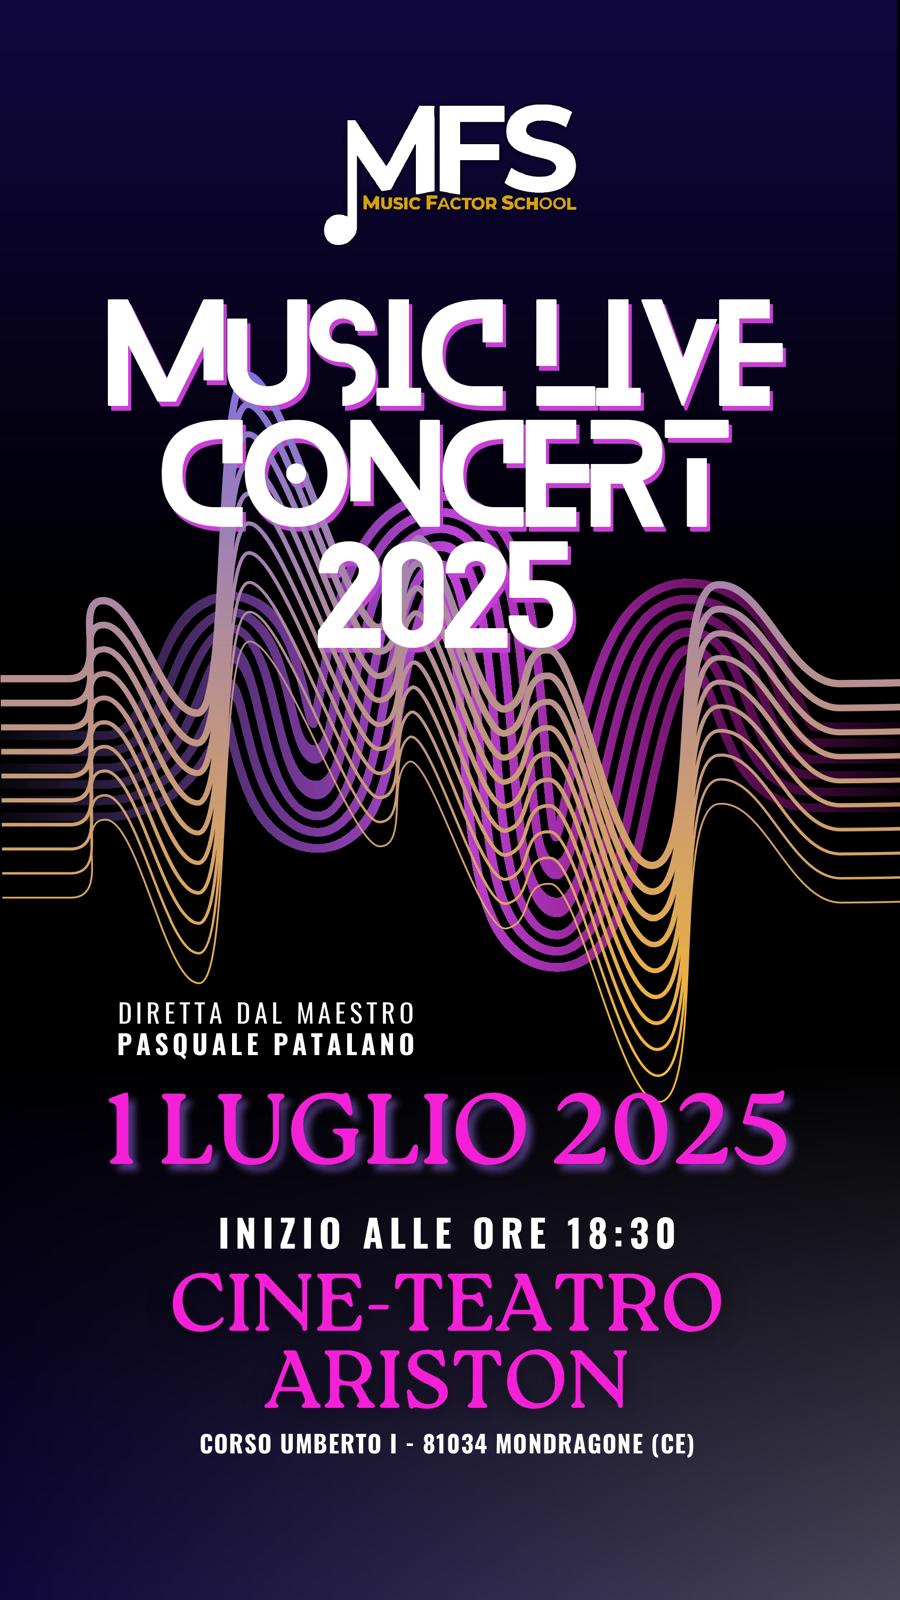 MFS
MUSIC FACTOR SCHOOL
MUSIC LIVE
CONCERT
2025
DIRETTA DAL MAESTRO
PASQUALE PATALANO
1 LUGLIO 2025
INIZIO ALLE ORE 18:30
CINE-TEATRO
ARISTON
CORSO UMBERTO I - 81034 MONDRAGONE (CE)